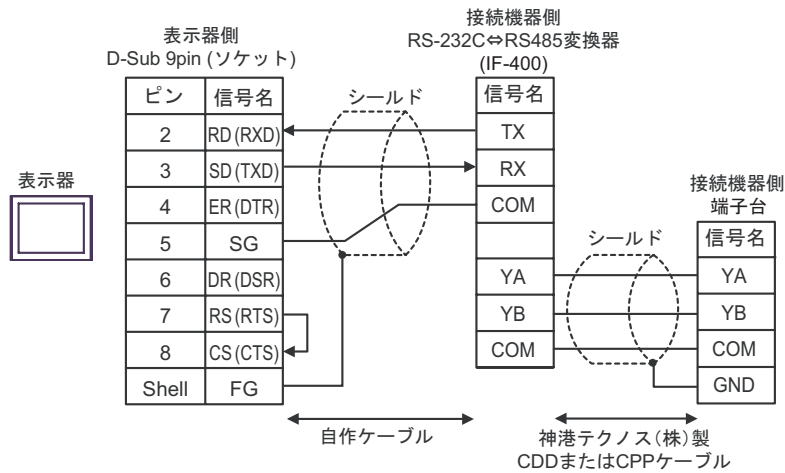 表示器側
D-Sub 9pin (ソケット)
接続機器側
RS-232C⇔RS485変換器
(IF-400)
ピン 信号名
2 RD (RXD)
3 SD (TXD)
4 ER (DTR)
5 SG
6 DR (DSR)
7 RS (RTS)
8 CS (CTS)
Shell FG
表示器
シールド
信号名
TX
RX
COM
YA
YB
COM
シールド
接続機器側
端子台
信号名
YA
YB
COM
GND
自作ケーブル
神港テクノス(株)製
CDDまたはCPPケーブル